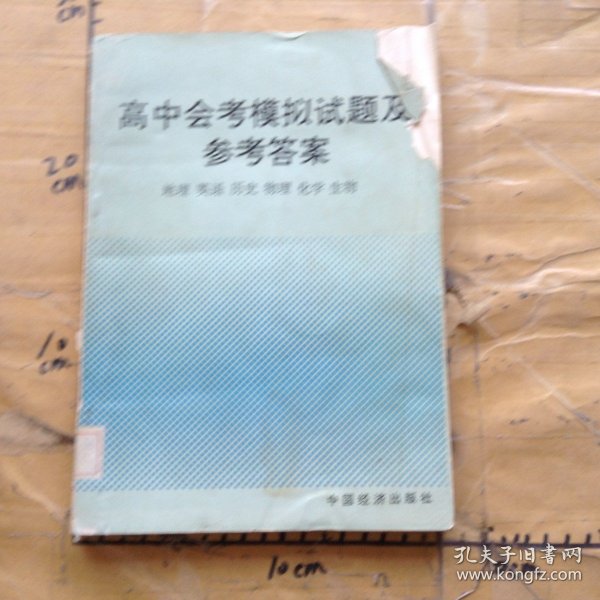 高中会考模拟试题及
参考答案
地理 英语 历史 物理 化学 生物
中国经济出版社
20
cm
10
cm
10cm
cm
cm
孔夫子旧书网
www.kongfz.com